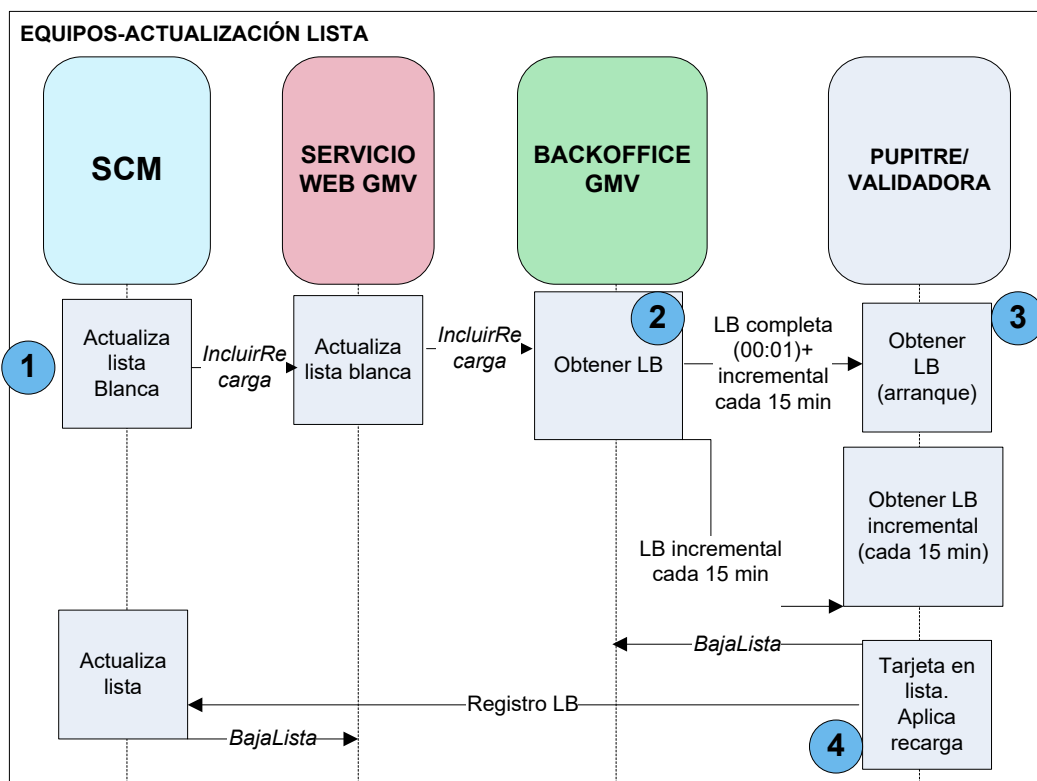 EQUIPOS-ACTUALIZACIÓN LISTA
SCM
SERVICIO
WEB GMV
BACKOFFICE
GMV
PUPITRE/
VALIDADORA
1
Actualiza
lista
Blanca
IncluirRe
carga
Actualiza
lista blanca
IncluirRe
carga
2
Obtener LB
LB completa
(00:01)+
incremental
cada 15 min
3
Obtener
LB
(arranque)
LB incremental
cada 15 min
Obtener LB
incremental
(cada 15 min)
BajaLista
Actualiza
lista
Registro LB
Tarjeta en
lista.
Aplica
recarga
BajaLista
4